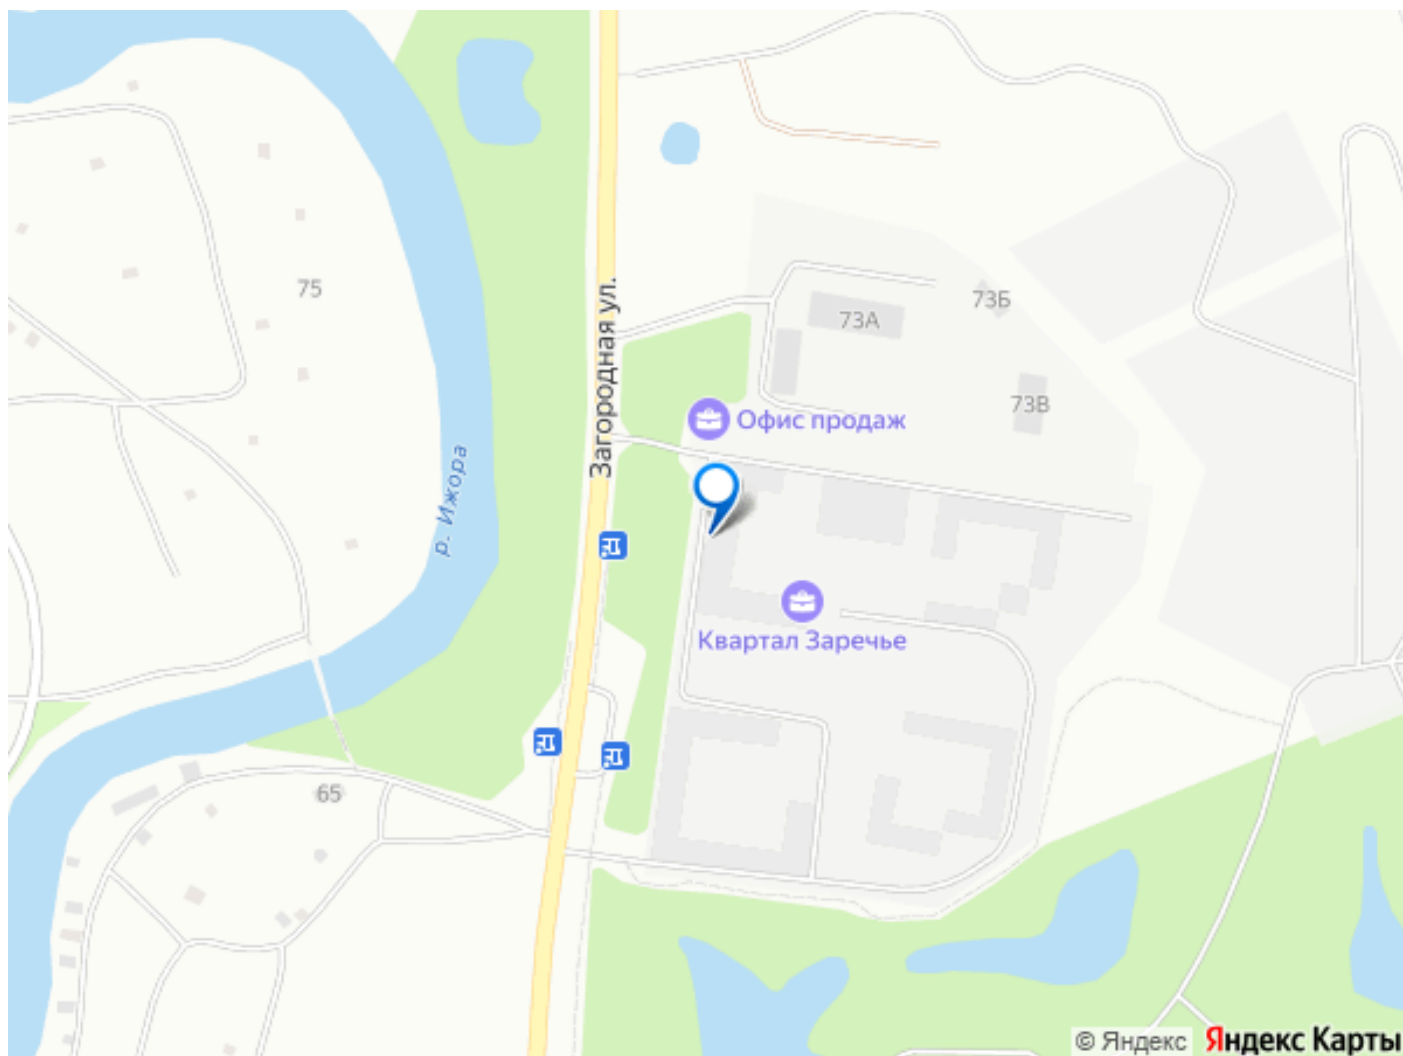 75
Загородная ул.
73А
73Б
73В
Офис продаж
р. Ижора
Квартал Заречье
65
© Яндекс Яндекс Карты